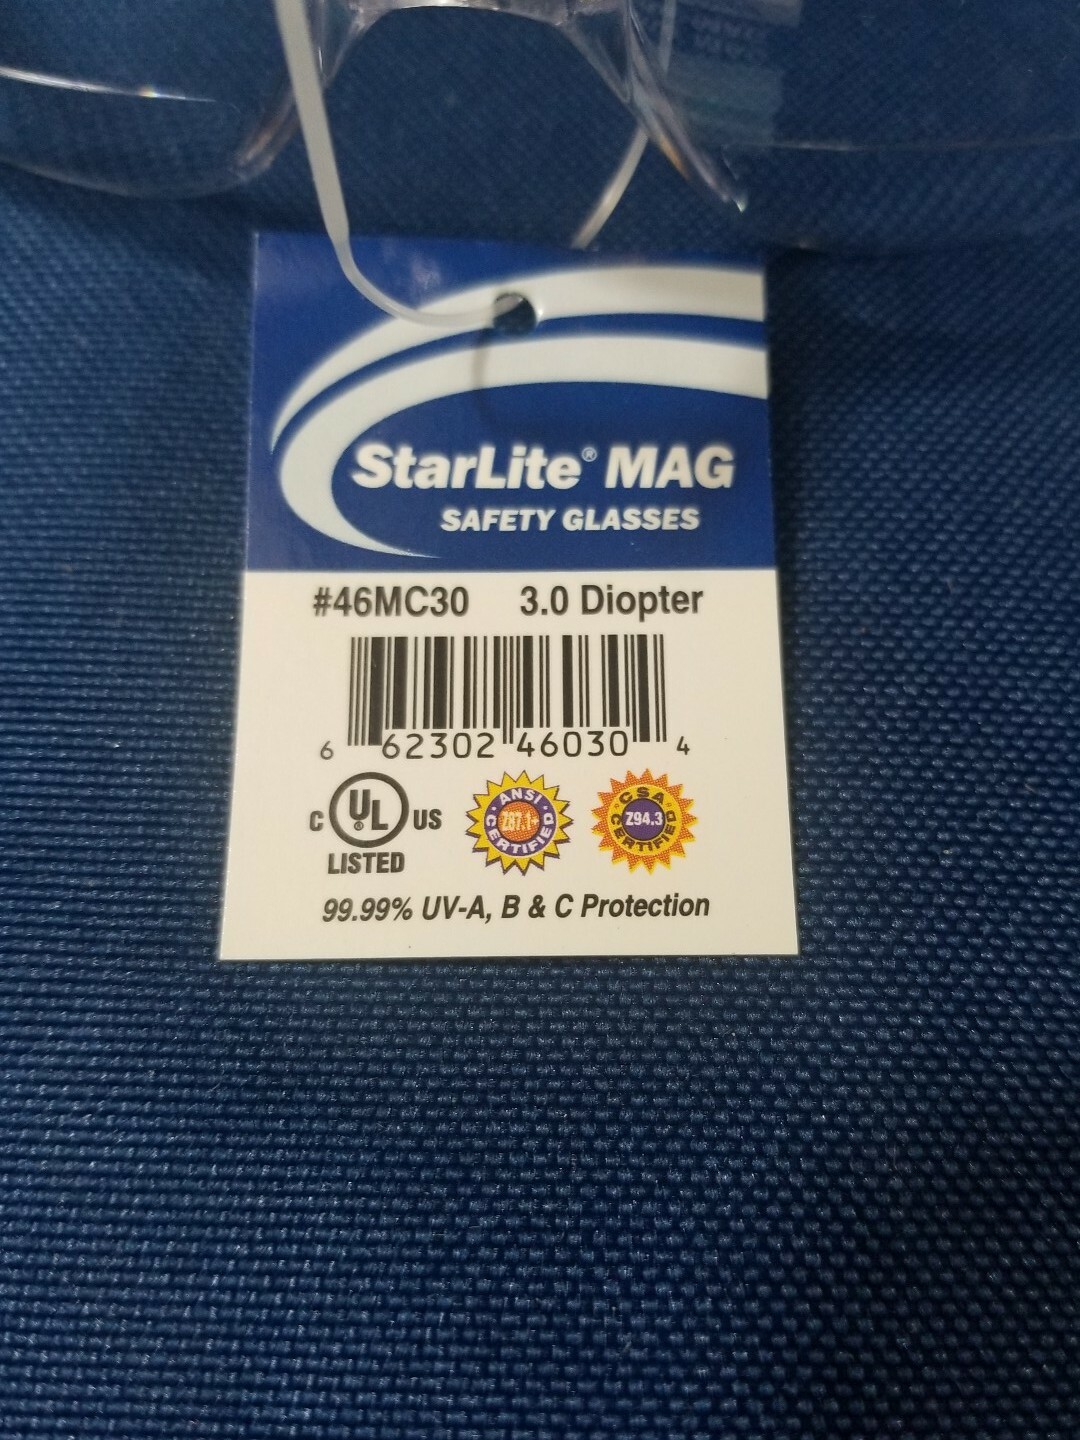 StarLite® MAG
SAFETY GLASSES
#46MC30 3.0 Diopter
6 62302 46030 4
C UL® US
LISTED
ANSI
Z87.1+
CERTIFIED
CSA
Z94.3
CERTIFIED
99.99% UV-A, B & C Protection